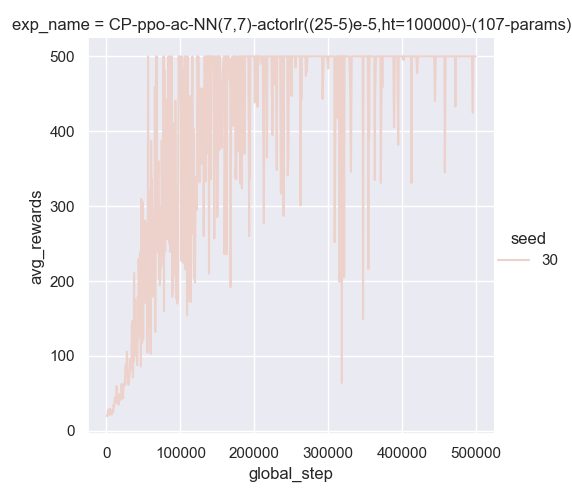 exp_name = CP-ppo-ac-NN(7,7)-actorlr((25-5)e-5,ht=100000)-(107-params)
500
400
300
200
100
0
avg_rewards
0 100000 200000 300000 400000 500000
global_step
seed
30